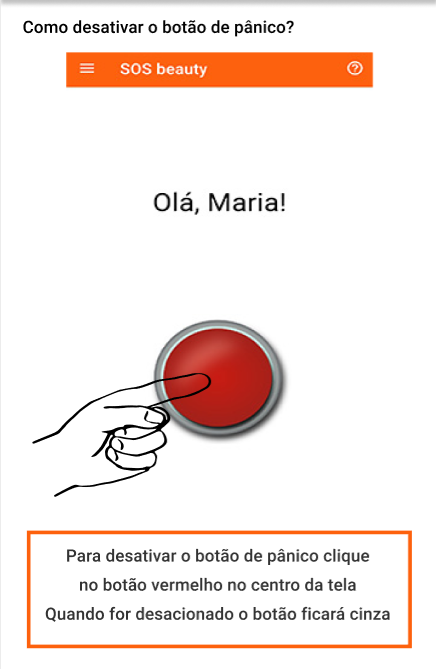 Como desativar o botão de pânico?
SOS beauty
Olá, Maria!
Para desativar o botão de pânico clique
no botão vermelho no centro da tela
Quando for desacionado o botão ficará cinza